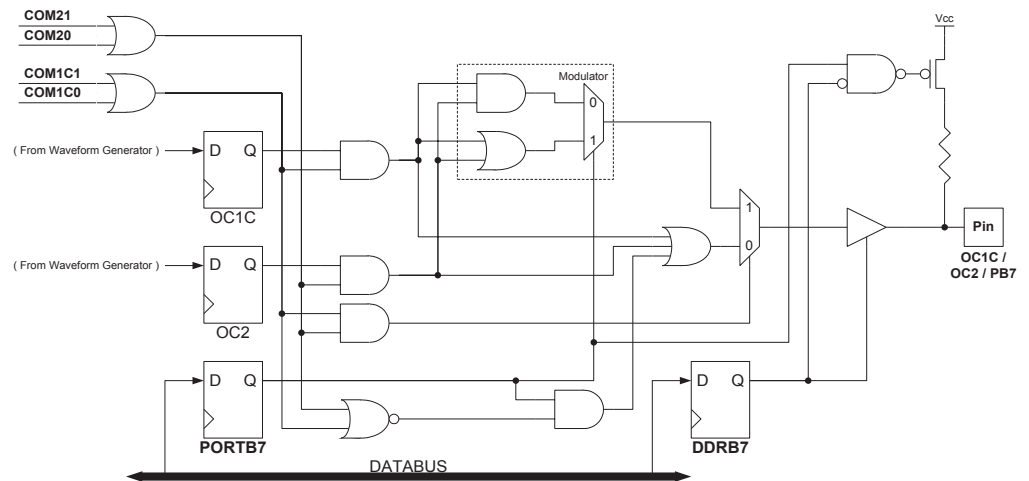 COM21
COM20
Vcc
COM1C1
COM1C0
Modulator
0
1
( From Waveform Generator )
D Q
OC1C
1
0
Pin
OC1C /
OC2 / PB7
( From Waveform Generator )
D Q
OC2
D Q
PORTB7
D Q
DDRB7
DATABUS